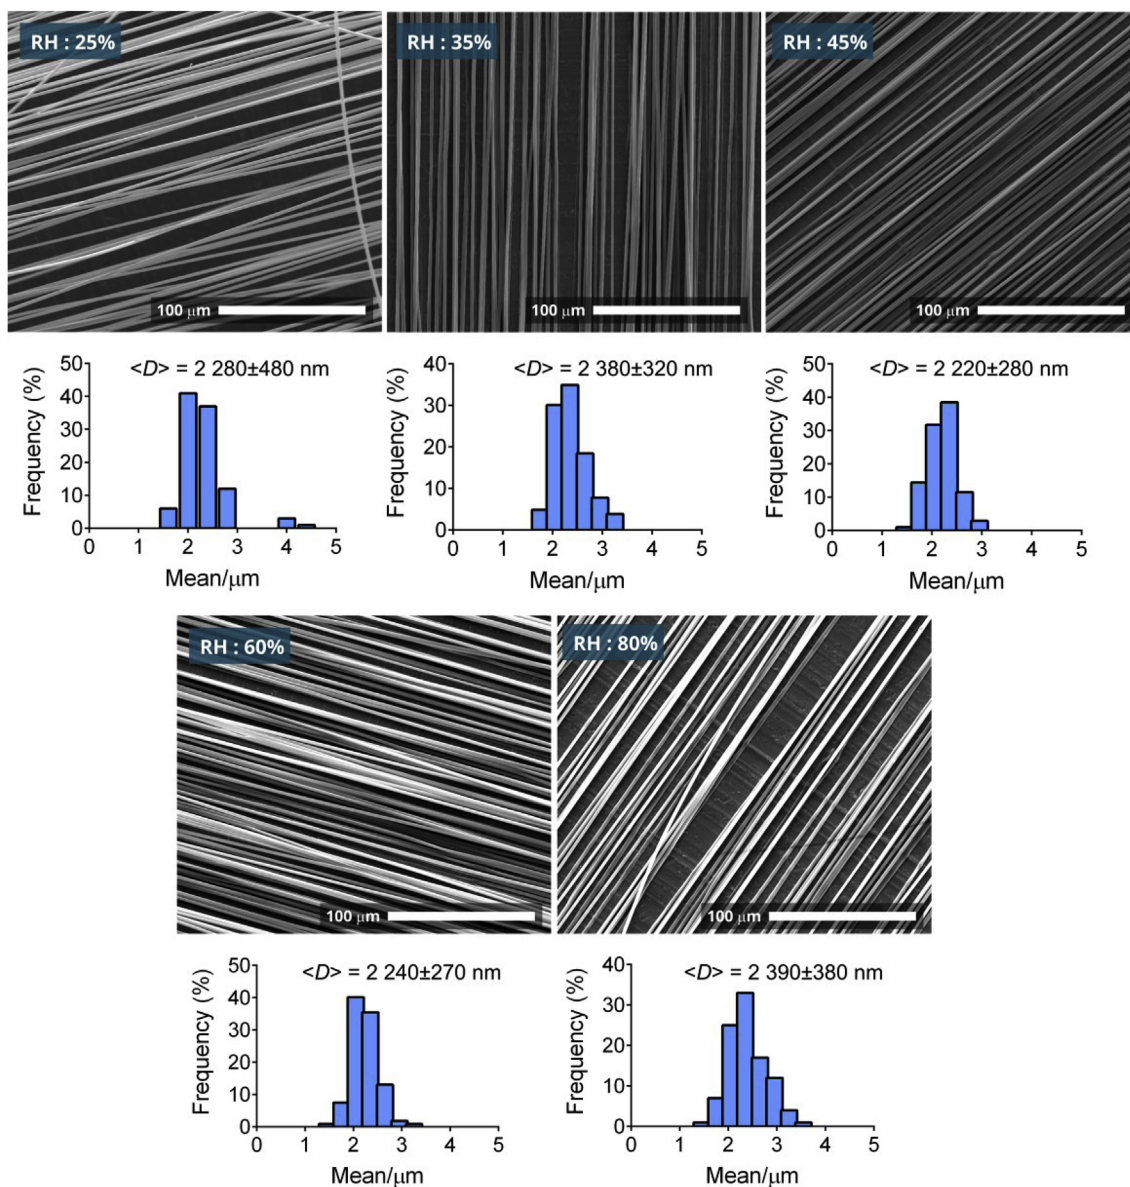 RH : 25%
RH : 35%
RH : 45%
100 μm
100 μm
100 μm
<D> = 2 280±480 nm
Frequency (%)
50
40
30
20
10
0
0 1 2 3 4 5
Mean/μm
<D> = 2 380±320 nm
Frequency (%)
40
30
20
10
0
0 1 2 3 4 5
Mean/μm
<D> = 2 220±280 nm
Frequency (%)
50
40
30
20
10
0
0 1 2 3 4 5
Mean/μm
RH : 60%
RH : 80%
100 μm
100 μm
<D> = 2 240±270 nm
Frequency (%)
50
40
30
20
10
0
0 1 2 3 4 5
Mean/μm
<D> = 2 390±380 nm
Frequency (%)
40
30
20
10
0
0 1 2 3 4 5
Mean/μm